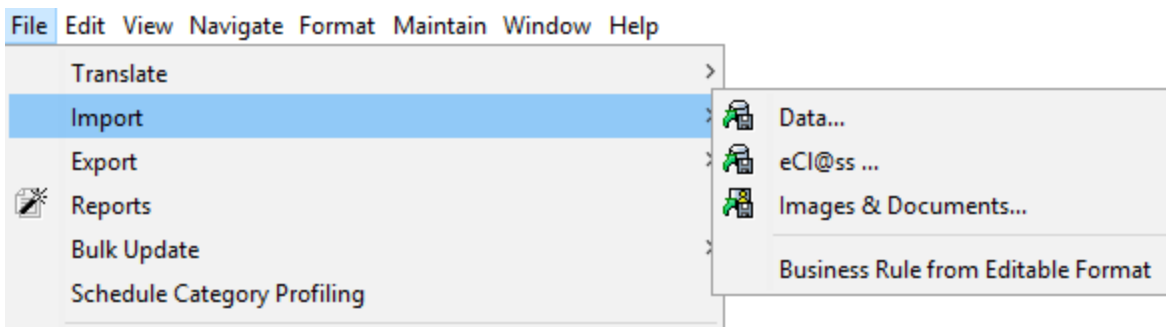 File Edit View Navigate Format Maintain Window Help
Translate
Import
Export
Reports
Bulk Update
Schedule Category Profiling
Data...
eCl@ss ...
Images & Documents...
Business Rule from Editable Format